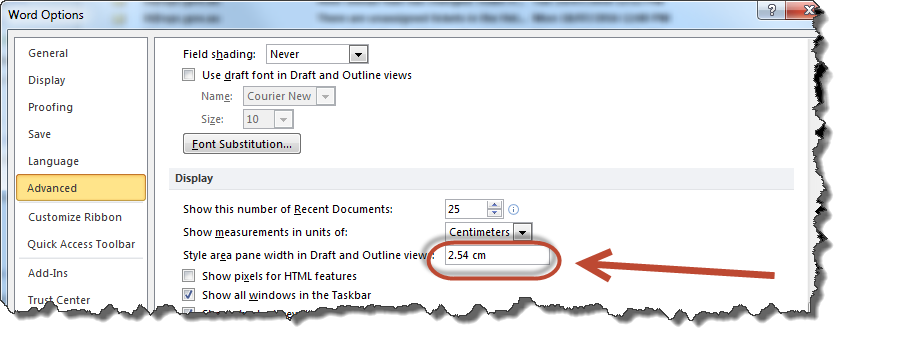 Word Options
General
Display
Proofing
Save
Language
Advanced
Customize Ribbon
Quick Access Toolbar
Add-Ins
Trust Center
Field shading: Never
Use draft font in Draft and Outline views
Name: Courier New
Size: 10
Font Substitution...
Display
Show this number of Recent Documents: 25
Show measurements in units of: Centimeters
Style area pane width in Draft and Outline views: 2.54 cm
Show pixels for HTML features
Show all windows in the Taskbar